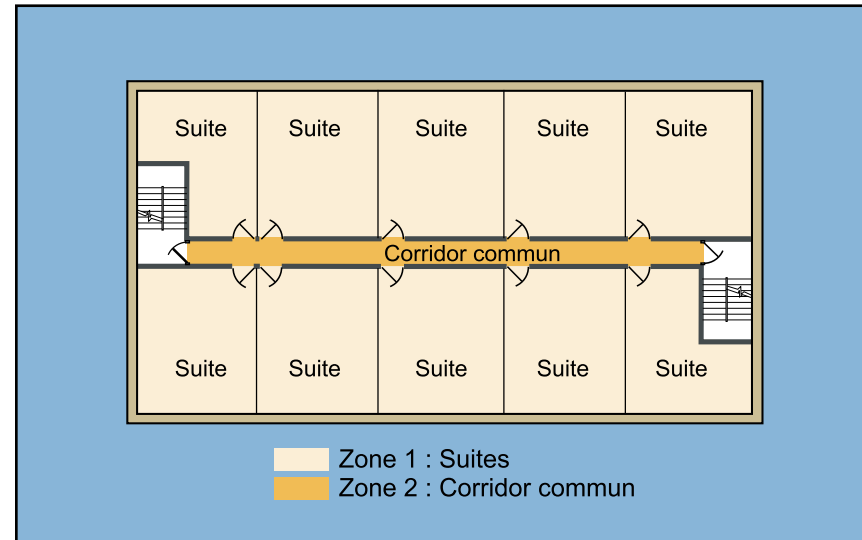 Suite Suite Suite Suite Suite
Corridor commun
Suite Suite Suite Suite Suite
Zone 1 : Suites
Zone 2 : Corridor commun